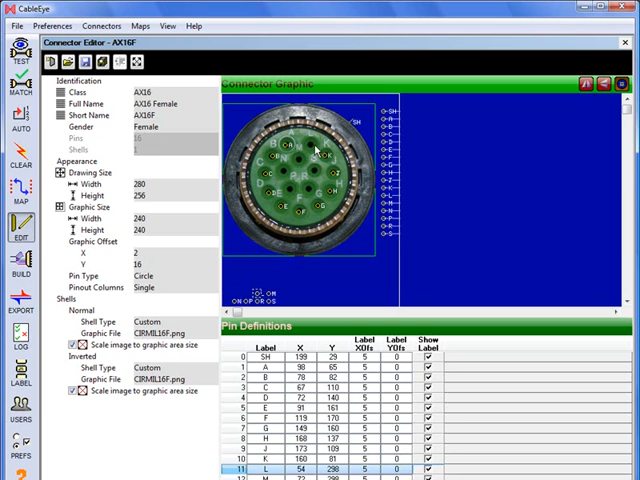 CableEye
File Preferences Connectors Maps View Help
Connector Editor - AX16F
TEST
MATCH
AUTO
CLEAR
MAP
EDIT
BUILD
EXPORT
LOG
LABEL
USERS
PREFS
Identification
Class AX16
Full Name AX16 Female
Short Name AX16F
Gender Female
Pins 16
Shells 1
Appearance
Drawing Size
Width 280
Height 256
Graphic Size
Width 240
Height 240
Graphic Offset
X 2
Y 16
Pin Type Circle
Pinout Columns Single
Shells
Normal
Shell Type Custom
Graphic File CIRMIL16F.png
Scale image to graphic area size
Inverted
Shell Type Custom
Graphic File CIRMIL16F.png
Scale image to graphic area size
Connector Graphic
SH
A
B
C
D
E
F
G
H
J
K
L
M
N
P
R
S
Pin Definitions
Label X Y Label XOfs Label YOfs Show Label
0 SH 199 29 5 0
1 A 98 65 5 0
2 B 78 82 5 0
3 C 67 110 5 0
4 D 72 140 5 0
5 E 91 161 5 0
6 F 119 170 5 0
7 G 149 160 5 0
8 H 168 137 5 0
9 J 173 109 5 0
10 K 160 81 5 0
11 L 54 298 5 0
12 M 72 298 5 0